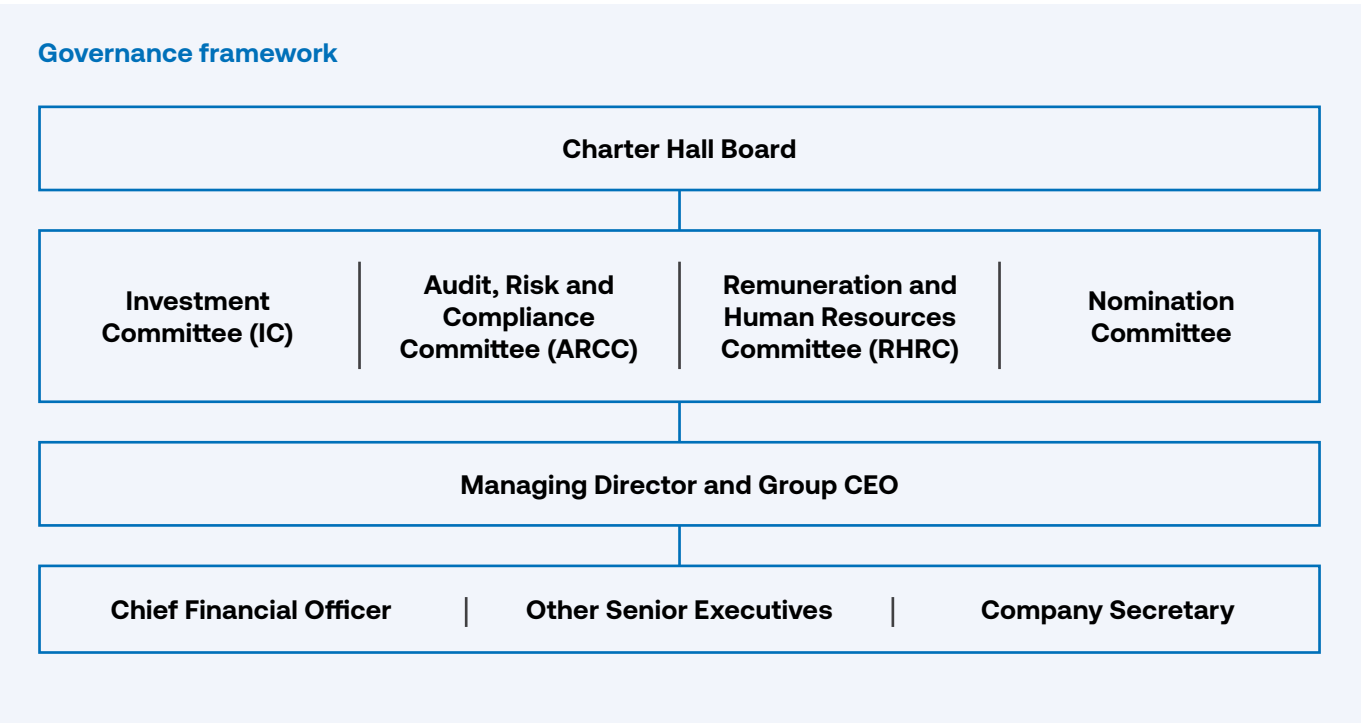 Governance framework
Charter Hall Board
Investment
Committee (IC)
Audit, Risk and
Compliance
Committee (ARCC)
Remuneration and
Human Resources
Committee (RHRC)
Nomination
Committee
Managing Director and Group CEO
Chief Financial Officer
Other Senior Executives
Company Secretary